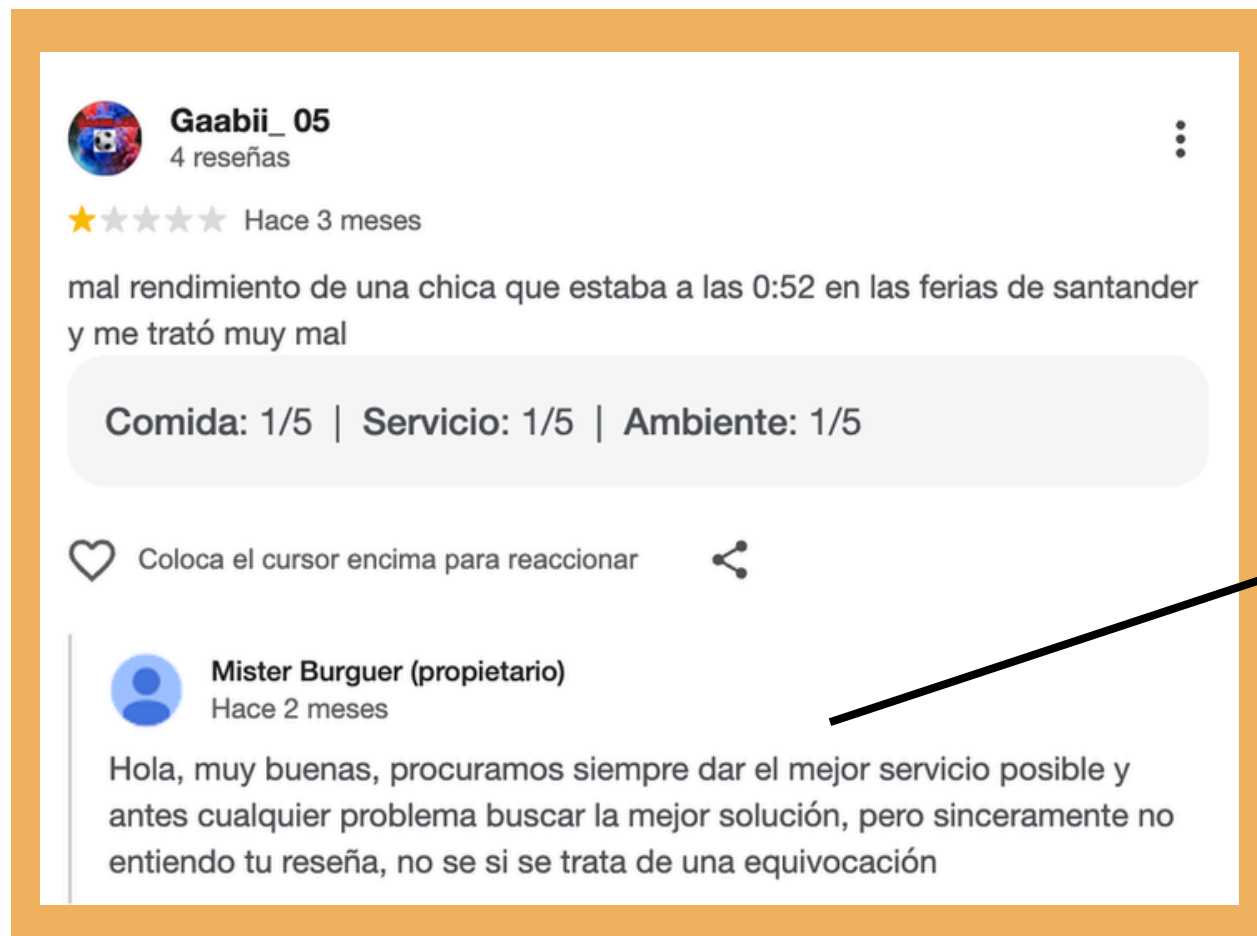 Gaabii_ 05
4 reseñas
Hace 3 meses
mal rendimiento de una chica que estaba a las 0:52 en las ferias de santander
y me trató muy mal
Comida: 1/5 | Servicio: 1/5 | Ambiente: 1/5
Coloca el cursor encima para reaccionar
Mister Burguer (propietario)
Hace 2 meses
Hola, muy buenas, procuramos siempre dar el mejor servicio posible y
antes cualquier problema buscar la mejor solución, pero sinceramente no
entiendo tu reseña, no se si se trata de una equivocación